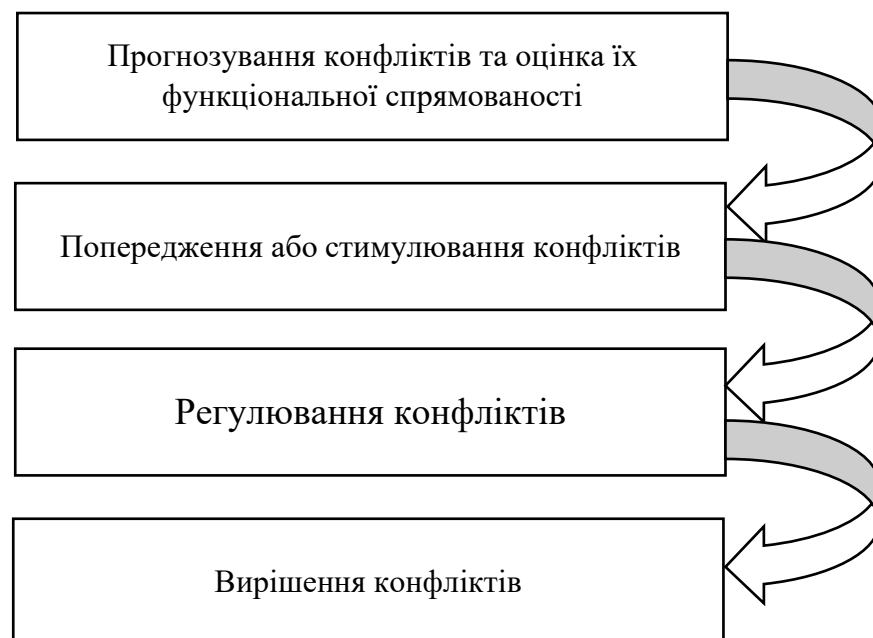 Прогнозування конфліктів та оцінка їх
функціональної спрямованості
Попередження або стимулювання конфліктів
Регулювання конфліктів
Вирішення конфліктів